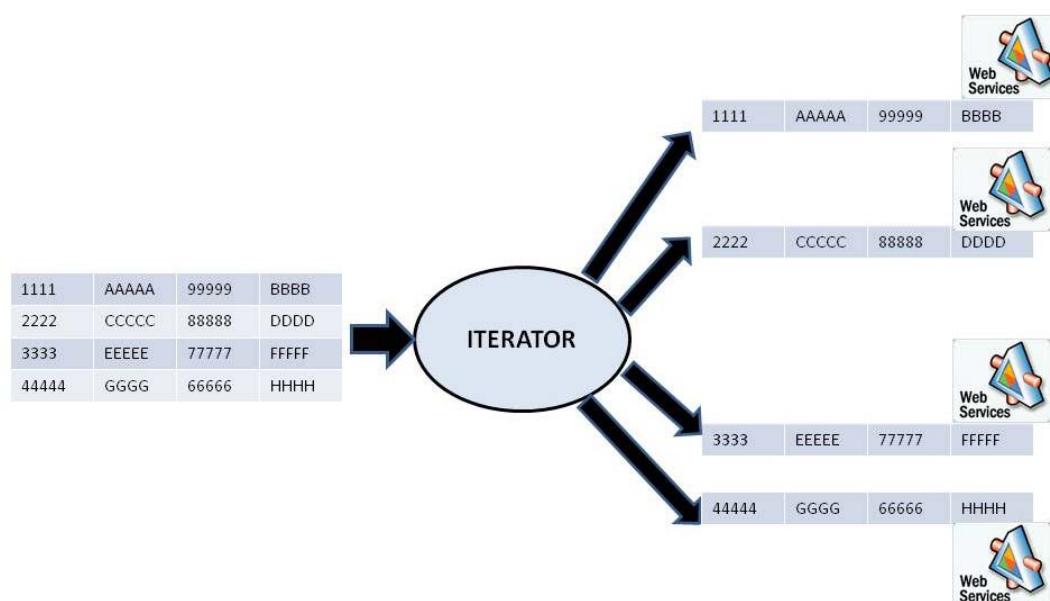 Web
Services
1111 AAAAA 99999 BBBB
Web
Services
2222 CCCCC 88888 DDDD
1111 AAAAA 99999 BBBB
2222 CCCCC 88888 DDDD
3333 EEEEE 77777 FFFFF
44444 GGGG 66666 HHHH
ITERATOR
Web
Services
3333 EEEEE 77777 FFFFF
44444 GGGG 66666 HHHH
Web
Services